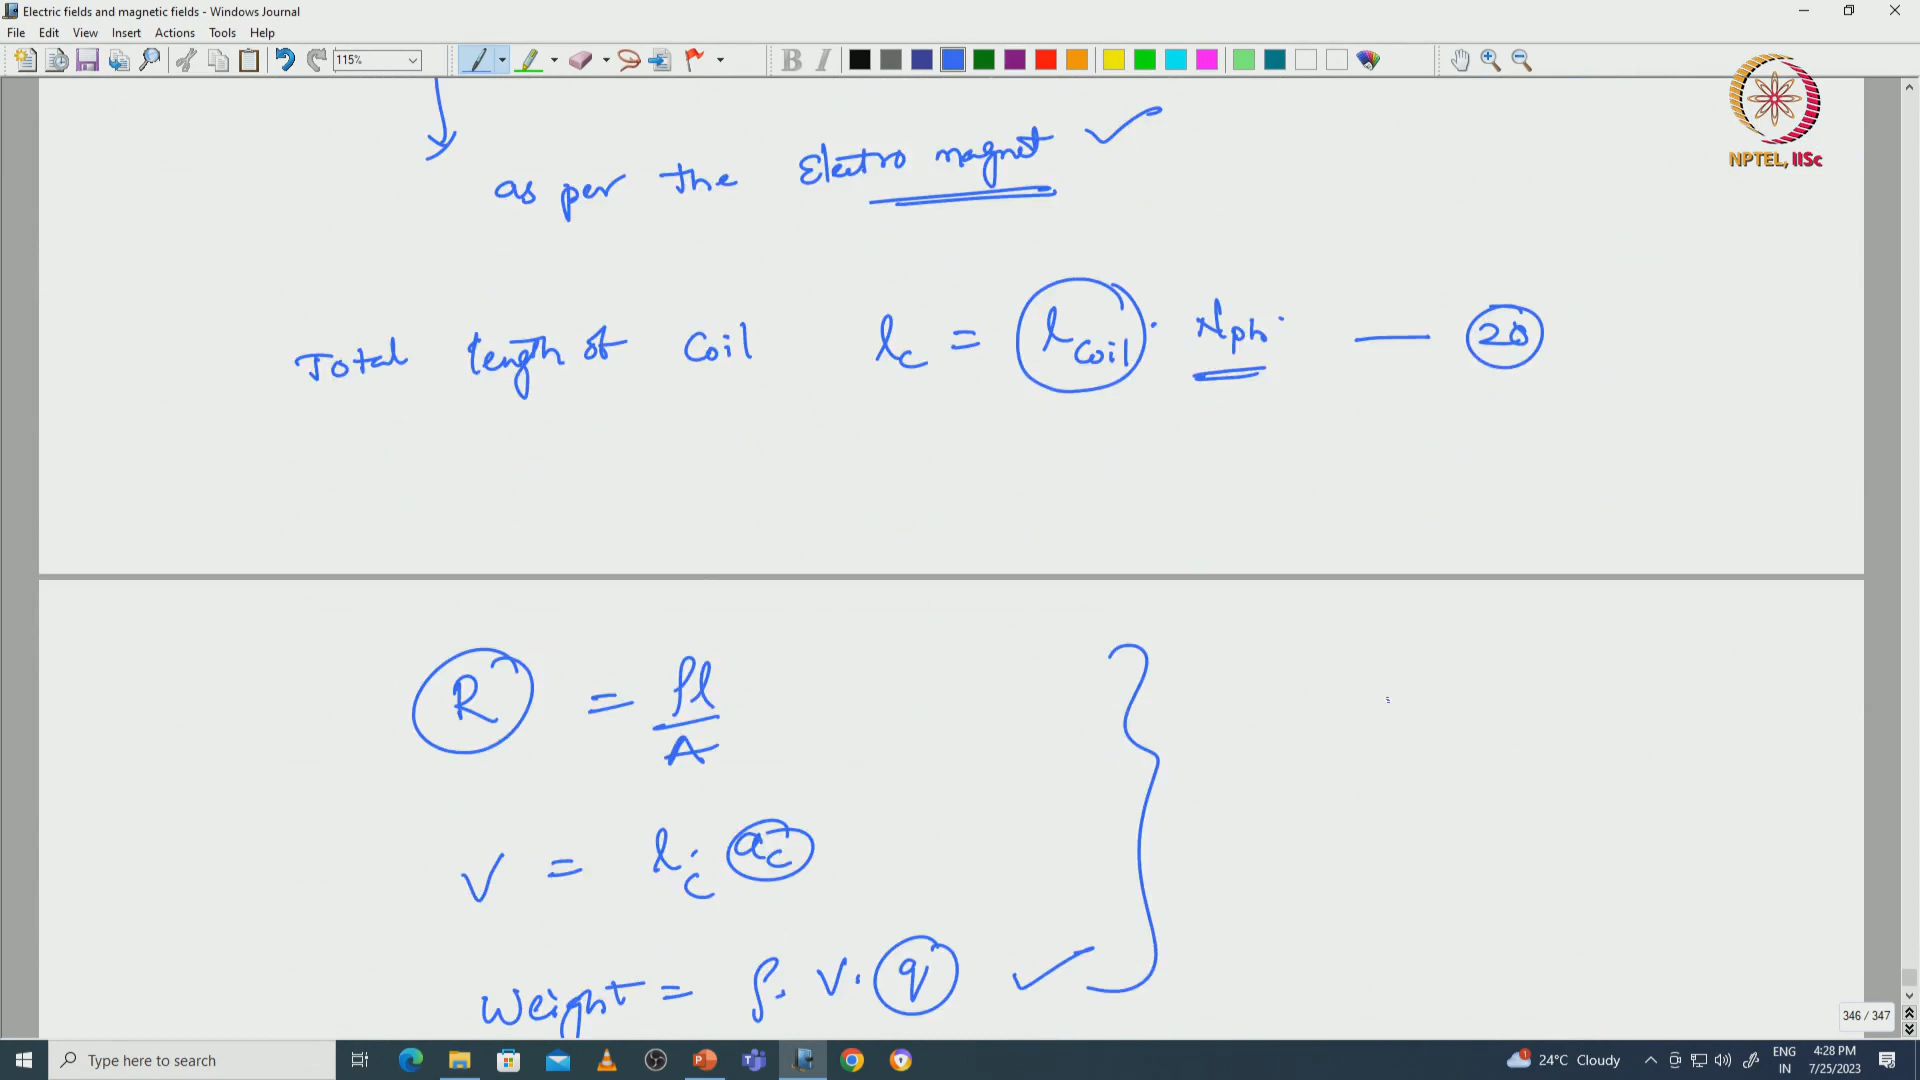 Electric fields and magnetic fields - Windows Journal
File Edit View Insert Actions Tools Help
115%
B I
NPTEL, IISc
as per the Electro magnet ✓
Total length of Coil l_c = l_coil · N_ph · — 20
R = ρl / A
V = l_c · a_c
Weight = ρ. V. q ✓
346 / 347
Type here to search
24°C Cloudy
ENG
IN
4:28 PM
7/25/2023